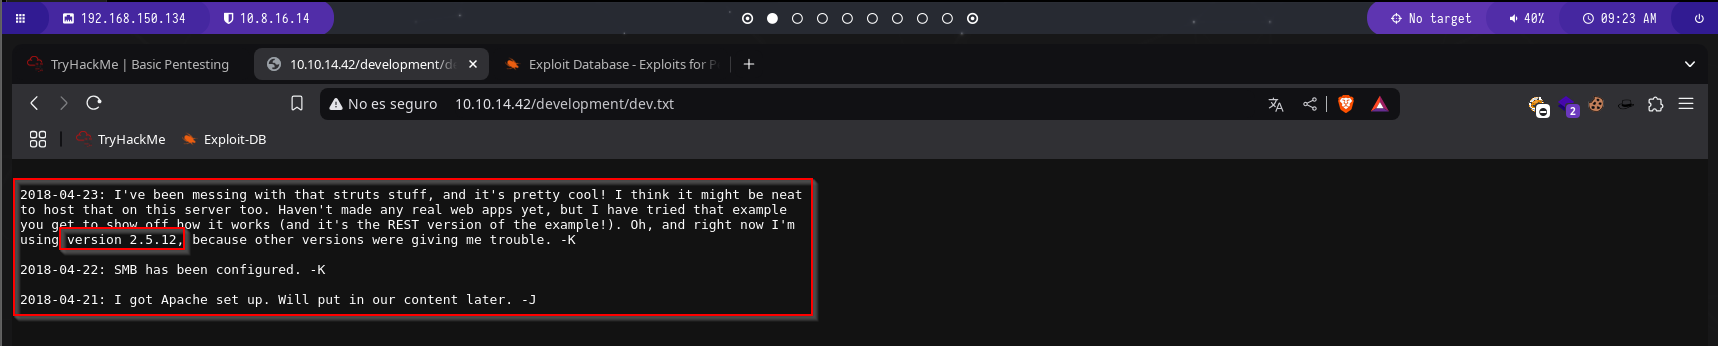 192.168.150.134 10.8.16.14 No target 40% 09:23 AM
TryHackMe | Basic Pentesting 10.10.14.42/development/d Exploit Database - Exploits for P
No es seguro 10.10.14.42/development/dev.txt 2
TryHackMe Exploit-DB
2018-04-23: I've been messing with that struts stuff, and it's pretty cool! I think it might be neat
to host that on this server too. Haven't made any real web apps yet, but I have tried that example
you get to show off how it works (and it's the REST version of the example!). Oh, and right now I'm
using version 2.5.12, because other versions were giving me trouble. -K
2018-04-22: SMB has been configured. -K
2018-04-21: I got Apache set up. Will put in our content later. -J